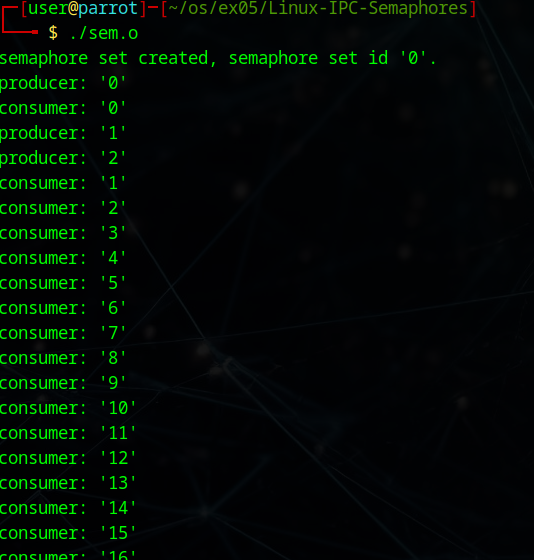 [user@parrot]─[~/os/ex05/Linux-IPC-Semaphores]
$ ./sem.o
semaphore set created, semaphore set id '0'.
producer: '0'
consumer: '0'
producer: '1'
producer: '2'
consumer: '1'
consumer: '2'
consumer: '3'
consumer: '4'
consumer: '5'
consumer: '6'
consumer: '7'
consumer: '8'
consumer: '9'
consumer: '10'
consumer: '11'
consumer: '12'
consumer: '13'
consumer: '14'
consumer: '15'
consumer: '16'